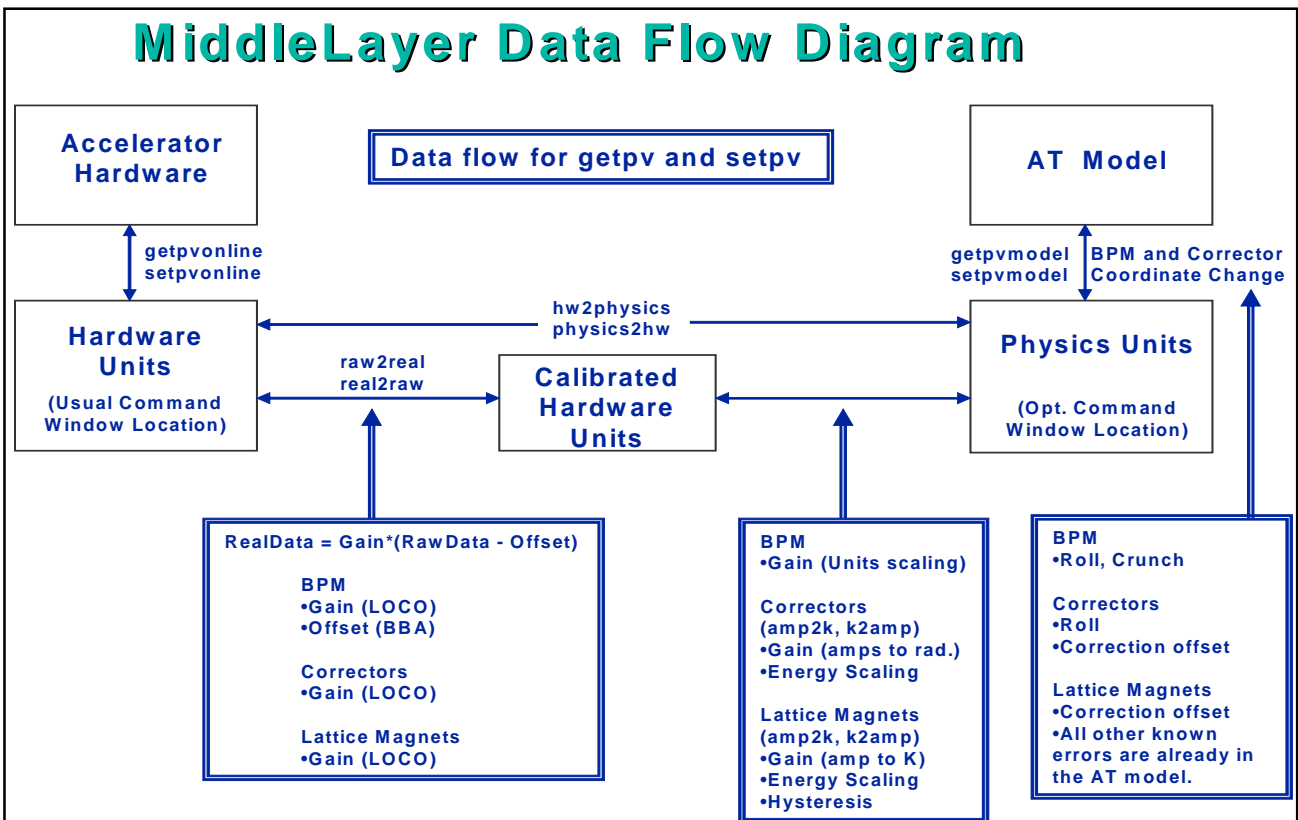 MiddleLayer Data Flow Diagram
Accelerator
Hardware
Data flow for getpv and setpv
AT Model
getpvonline
setpvonline
getpvmodel
setpvmodel
BPM and Corrector
Coordinate Change
hw2physics
physics2hw
Hardware
Units
(Usual Command
Window Location)
raw2real
real2raw
Calibrated
Hardware
Units
Physics Units
(Opt. Command
Window Location)
RealData = Gain*(RawData - Offset)
BPM
•Gain (LOCO)
•Offset (BBA)
Correctors
•Gain (LOCO)
Lattice Magnets
•Gain (LOCO)
BPM
•Gain (Units scaling)
Correctors
(amp2k, k2amp)
•Gain (amps to rad.)
•Energy Scaling
Lattice Magnets
(amp2k, k2amp)
•Gain (amp to K)
•Energy Scaling
•Hysteresis
BPM
•Roll, Crunch
Correctors
•Roll
•Correction offset
Lattice Magnets
•Correction offset
•All other known
errors are already in
the AT model.